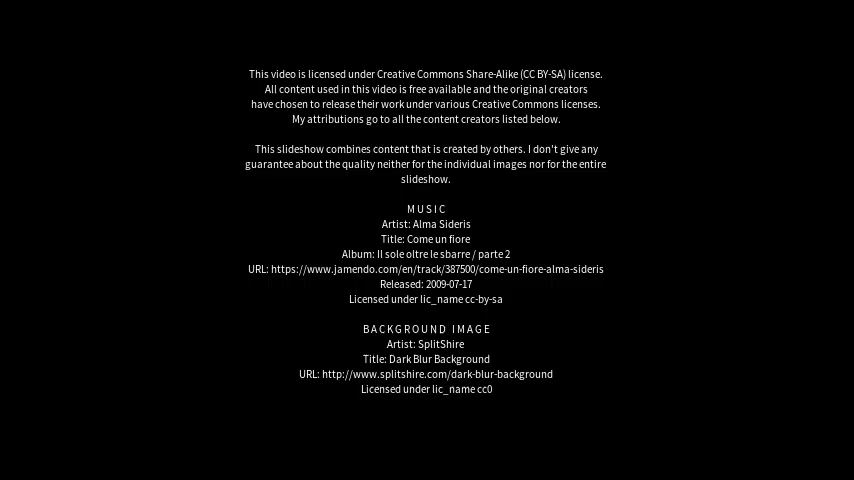 This video is licensed under Creative Commons Share-Alike (CC BY-SA) license.
All content used in this video is free available and the original creators
have chosen to release their work under various Creative Commons licenses.
My attributions go to all the content creators listed below.
This slideshow combines content that is created by others. I don't give any
guarantee about the quality neither for the individual images nor for the entire
slideshow.
MUSIC
Artist: Alma Sideris
Title: Come un fiore
Album: Il sole oltre le sbarre / parte 2
URL: https://www.jamendo.com/en/track/387500/come-un-fiore-alma-sideris
Released: 2009-07-17
Licensed under lic_name cc-by-sa
BACKGROUND IMAGE
Artist: SplitShire
Title: Dark Blur Background
URL: http://www.splitshire.com/dark-blur-background
Licensed under lic_name cc0